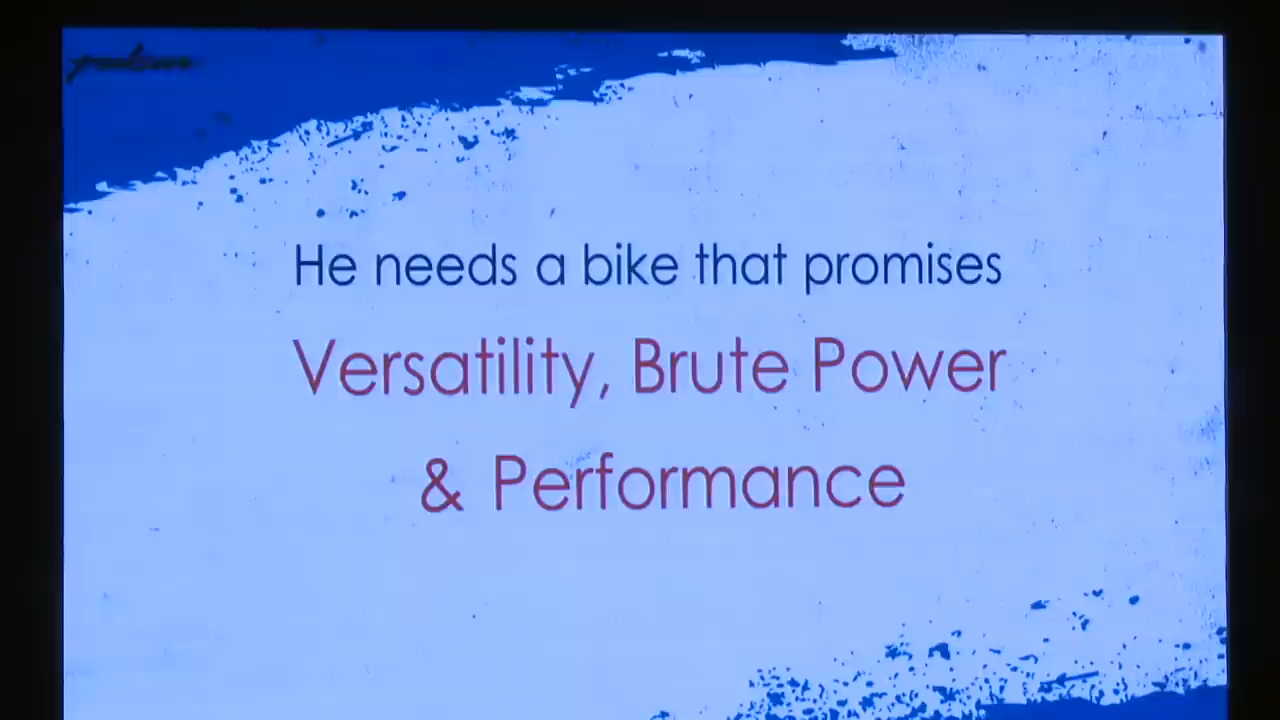 He needs a bike that promises
Versatility, Brute Power
& Performance